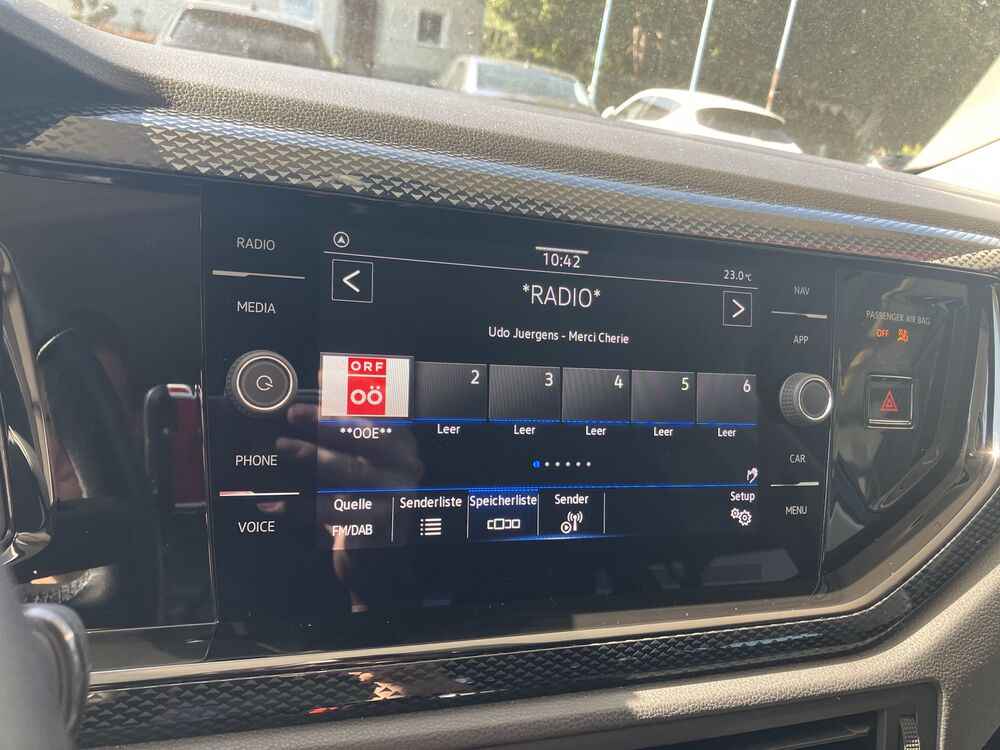 RADIO
MEDIA
PHONE
VOICE
10:42
23.0°C
<
*RADIO*
>
Udo Juergens - Merci Cherie
ORF
OÖ
2
3
4
5
6
**OOE**
Leer
Leer
Leer
Leer
Leer
Quelle
FM/DAB
Senderliste
Speicherliste
Sender
Setup
NAV
APP
CAR
MENU
PASSENGER AIR BAG
OFF